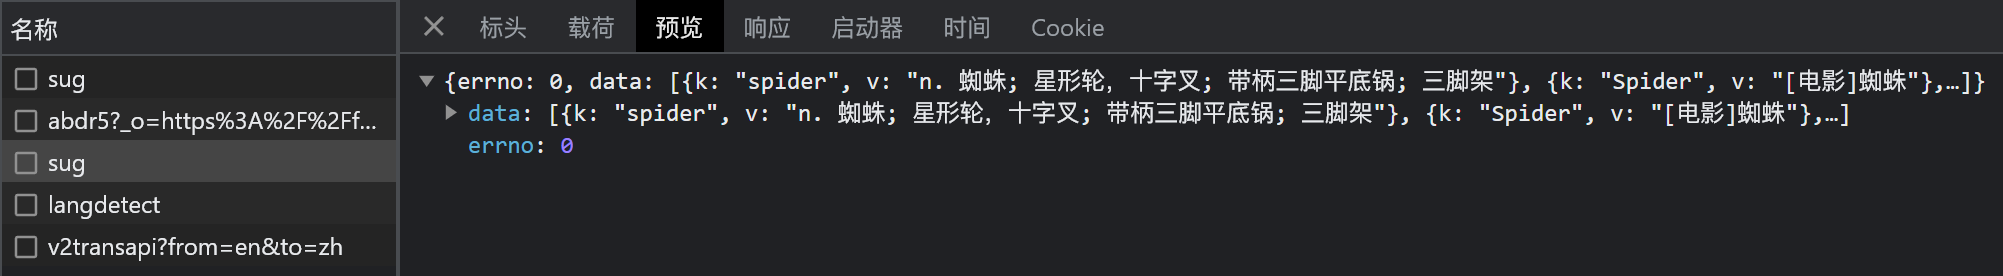 名称
sug
abdr5?_o=https%3A%2F%2Ff...
sug
langdetect
v2transapi?from=en&to=zh
标头 载荷 预览 响应 启动器 时间 Cookie
{errno: 0, data: [{k: "spider", v: "n. 蜘蛛; 星形轮，十字叉; 带柄三脚平底锅; 三脚架"}, {k: "Spider", v: "[电影]蜘蛛"},…]}
data: [{k: "spider", v: "n. 蜘蛛; 星形轮，十字叉; 带柄三脚平底锅; 三脚架"}, {k: "Spider", v: "[电影]蜘蛛"},…]
errno: 0